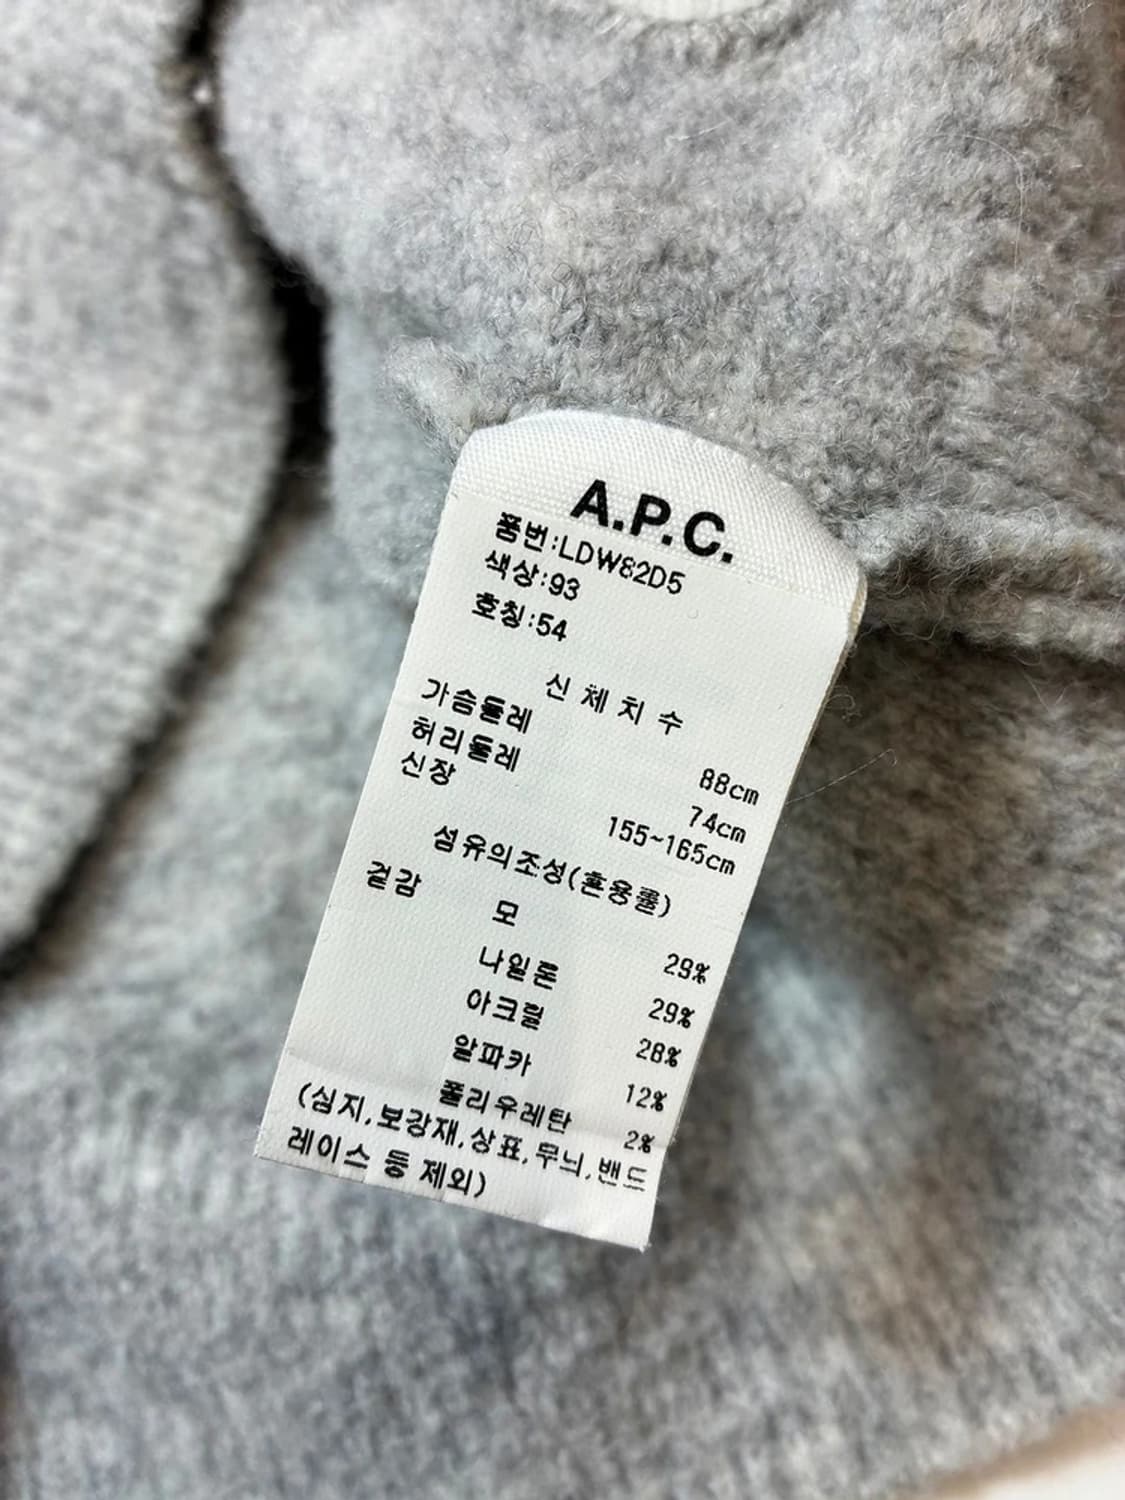 A.P.C.
품번:LDW82D5
색상:93
호칭:54
신체치수
가슴둘레 88cm
허리둘레 74cm
신장 155~165cm
섬유의조성(혼용률)
겉감
모 29%
나일론 29%
아크릴 28%
알파카 12%
폴리우레탄 2%
(심지,보강재,상표,무늬,밴드
레이스 등 제외)